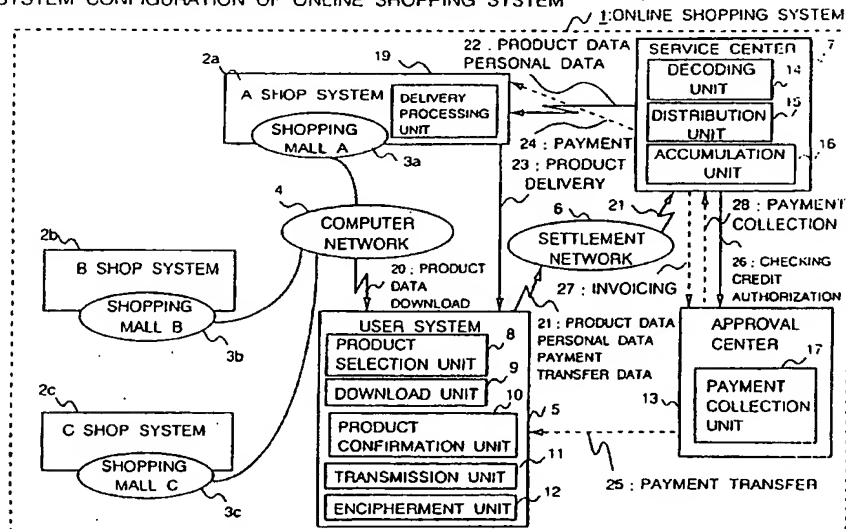 SYSTEM CONFIGURATION OF ONLINE SHOPPING SYSTEM
1:ONLINE SHOPPING SYSTEM
22 : PRODUCT DATA
PERSONAL DATA
SERVICE CENTER
7
2a
19
DECODING
UNIT
14
A SHOP SYSTEM
DELIVERY
PROCESSING
UNIT
DISTRIBUTION
UNIT
15
SHOPPING
MALL A
3a
24 : PAYMENT
23 : PRODUCT
DELIVERY
ACCUMULATION
UNIT
16
4
COMPUTER
NETWORK
21
6
SETTLEMENT
NETWORK
28 : PAYMENT
COLLECTION
2b
B SHOP SYSTEM
SHOPPING
MALL B
3b
20 : PRODUCT
DATA
DOWNLOAD
27 : INVOICING
26 : CHECKING
CREDIT
AUTHORIZATION
USER SYSTEM
8
PRODUCT
SELECTION UNIT
9
DOWNLOAD UNIT
10
5
PRODUCT
CONFIRMATION UNIT
11
TRANSMISSION UNIT
12
ENCIPHERMENT UNIT
21 : PRODUCT DATA
PERSONAL DATA
PAYMENT
TRANSFER DATA
APPROVAL
CENTER
17
13
PAYMENT
COLLECTION
UNIT
2c
C SHOP SYSTEM
SHOPPING
MALL C
3c
25 : PAYMENT TRANSFER